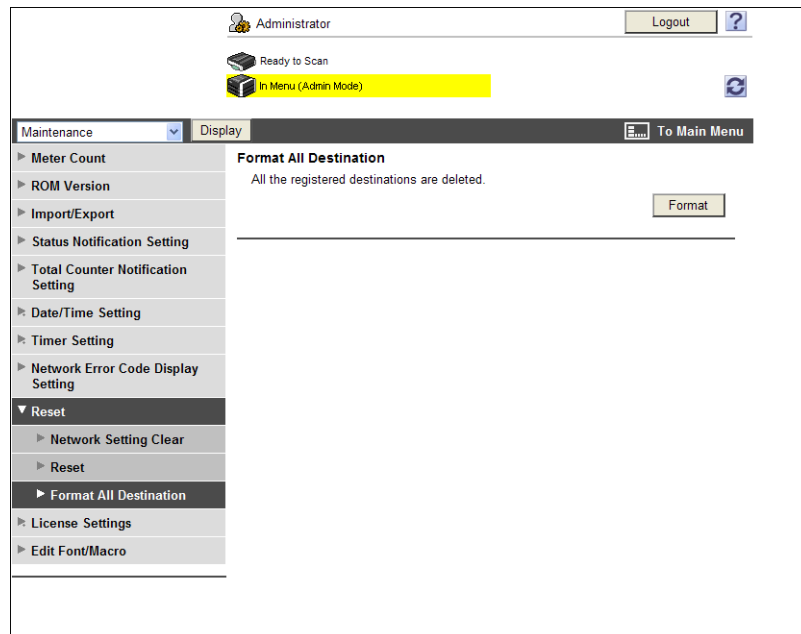 Administrator
Logout
?
Ready to Scan
In Menu (Admin Mode)
Maintenance
Display
To Main Menu
Meter Count
ROM Version
Import/Export
Status Notification Setting
Total Counter Notification
Setting
Date/Time Setting
Timer Setting
Network Error Code Display
Setting
Reset
Network Setting Clear
Reset
Format All Destination
License Settings
Edit Font/Macro
Format All Destination
All the registered destinations are deleted.
Format